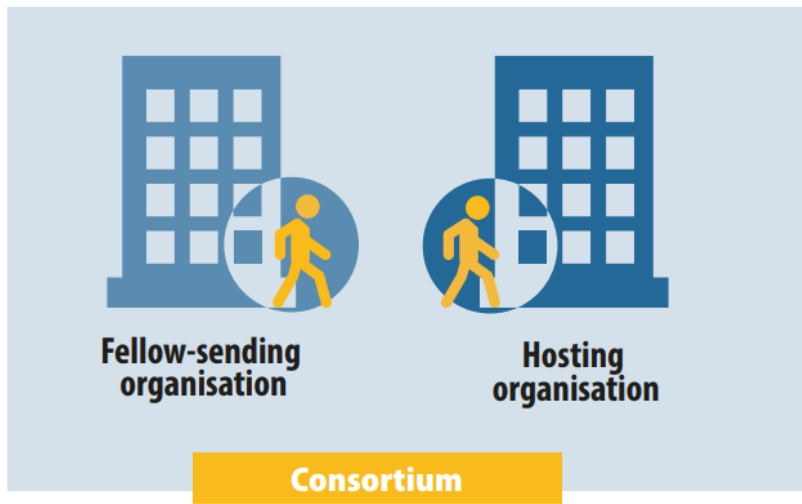 Fellow-sending
organisation
Hosting
organisation
Consortium